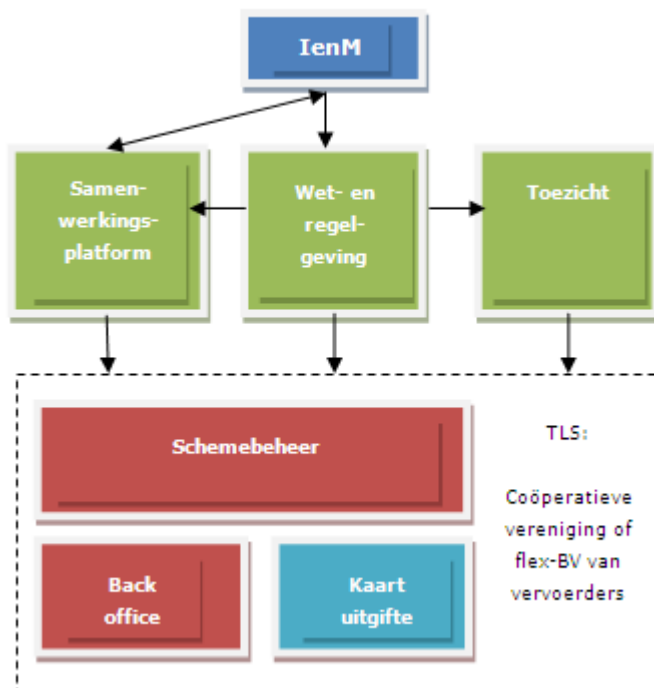 IenM
Samen-
werkings-
platform
Wet- en
regel-
geving
Toezicht
Schemebeheer
TLS:
Coöperatieve
vereniging of
flex-BV van
vervoerders
Back
office
Kaart
uitgifte